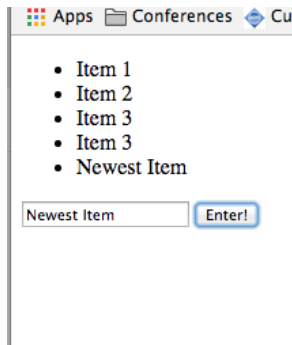 Apps Conferences Cu
Item 1
Item 2
Item 3
Item 3
Newest Item
Newest Item Enter!